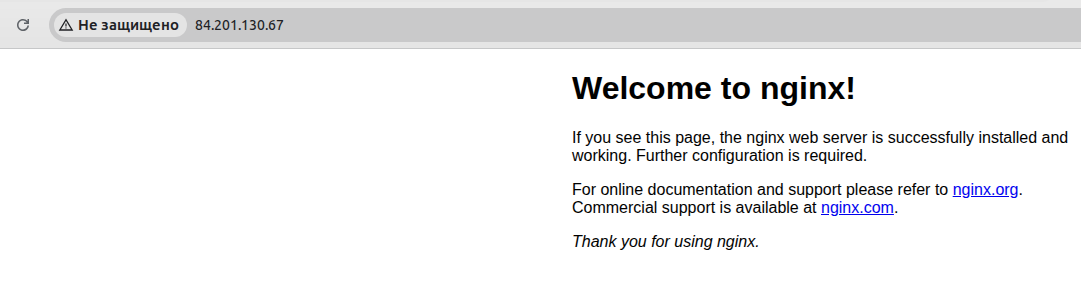 Не защищено 84.201.130.67
Welcome to nginx!
If you see this page, the nginx web server is successfully installed and
working. Further configuration is required.
For online documentation and support please refer to nginx.org.
Commercial support is available at nginx.com.
Thank you for using nginx.